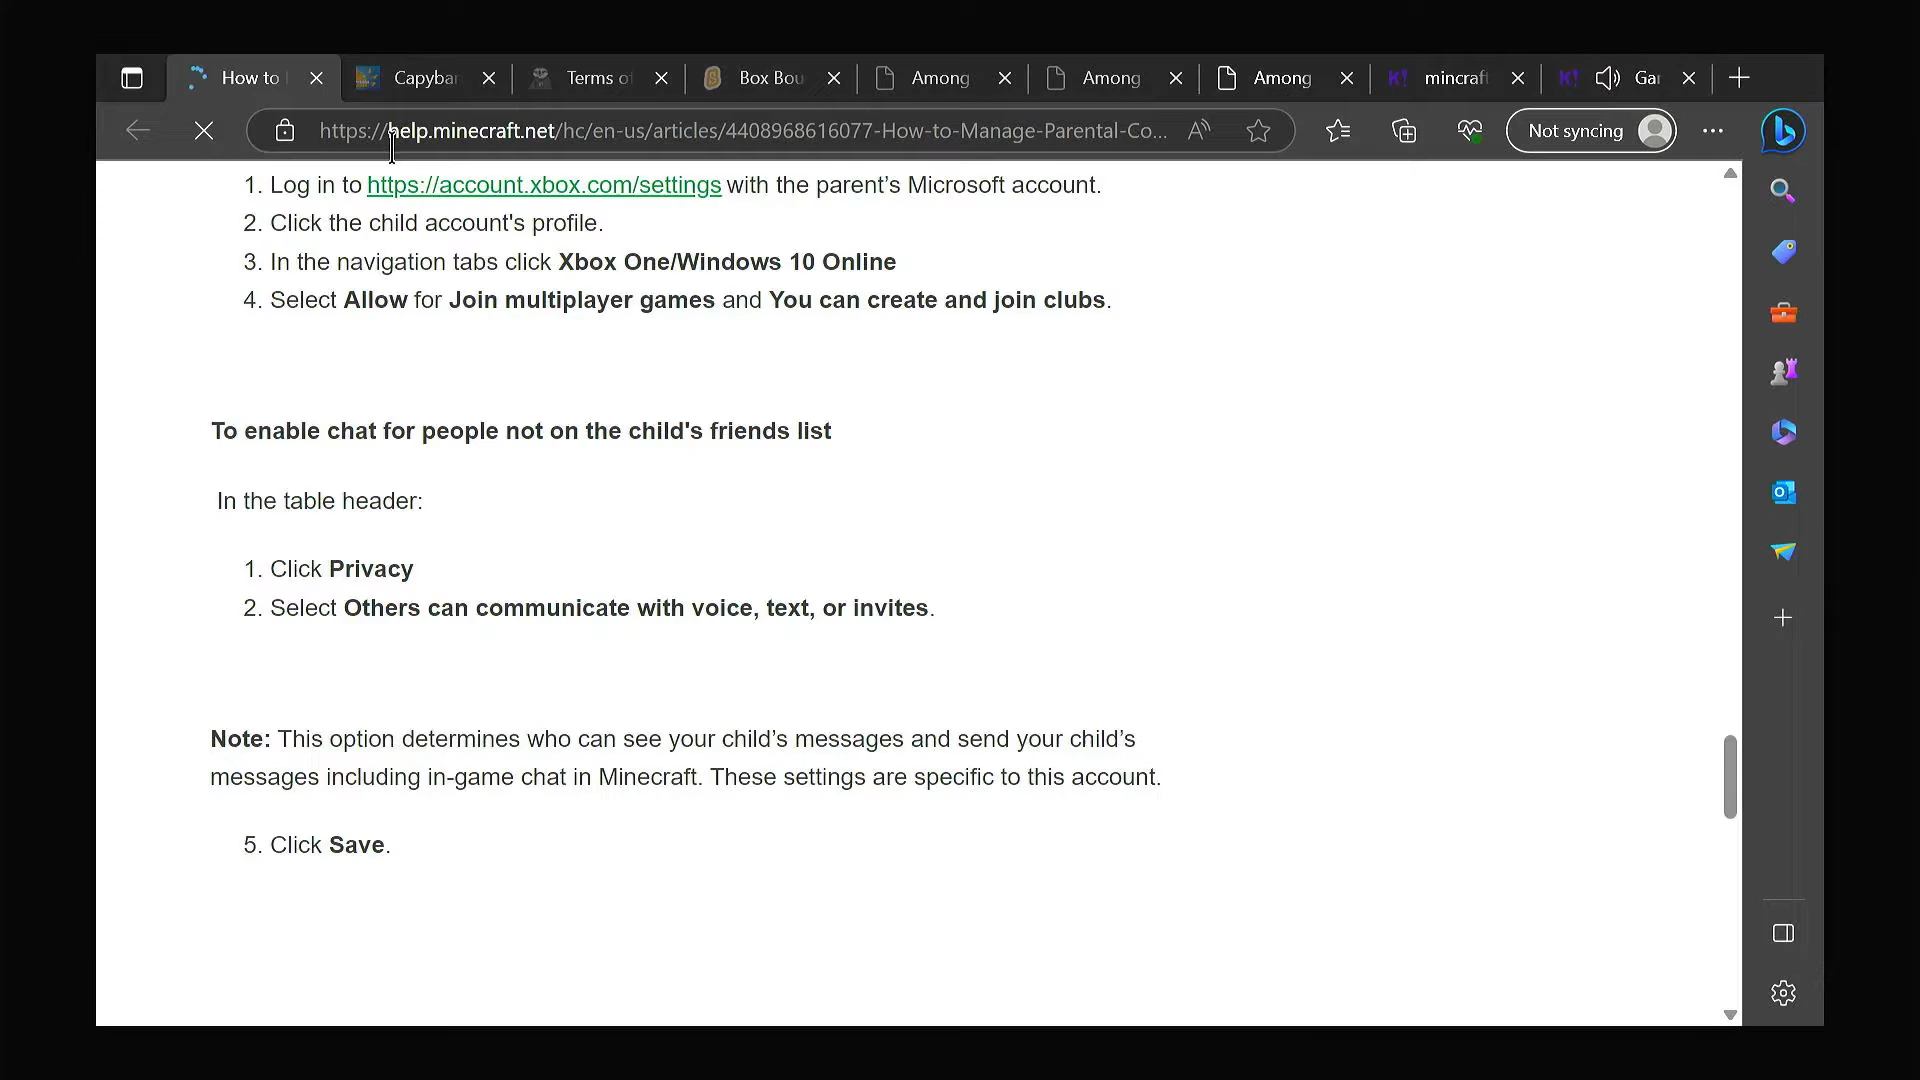 How to
Capybar
Terms of
Box Bou
Among
Among
Among
mincraft
Gar
https://help.minecraft.net/hc/en-us/articles/4408968616077-How-to-Manage-Parental-Co...
Not syncing
1. Log in to https://account.xbox.com/settings with the parent’s Microsoft account.
2. Click the child account's profile.
3. In the navigation tabs click Xbox One/Windows 10 Online
4. Select Allow for Join multiplayer games and You can create and join clubs.
To enable chat for people not on the child's friends list
In the table header:
1. Click Privacy
2. Select Others can communicate with voice, text, or invites.
Note: This option determines who can see your child’s messages and send your child’s
messages including in-game chat in Minecraft. These settings are specific to this account.
5. Click Save.